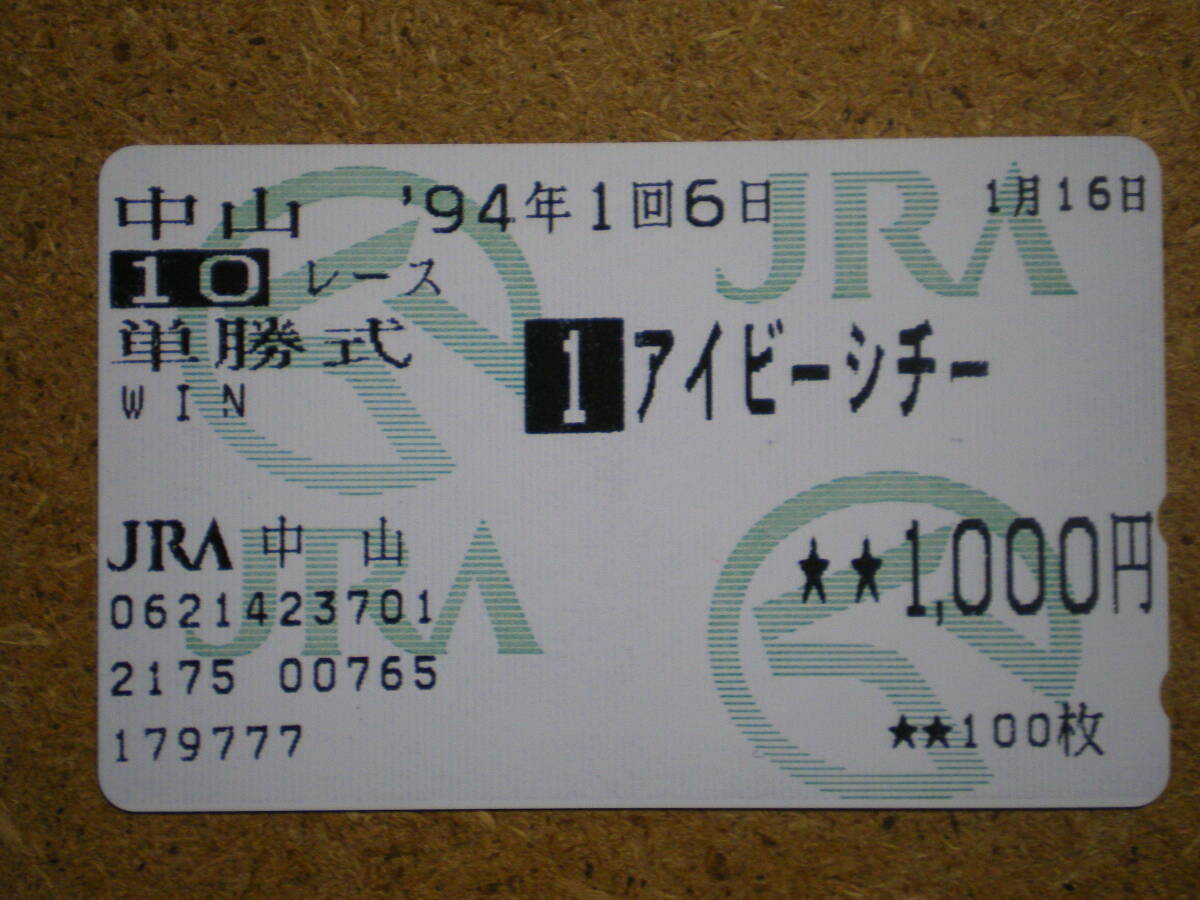 中山 '94年1回6日 1月16日
10 レース
単勝式
WIN
1 アイビーシチー
JRA 中 山
0621423701
2175 00765
179777
★★1,000円
★★100枚
JRA
JRA